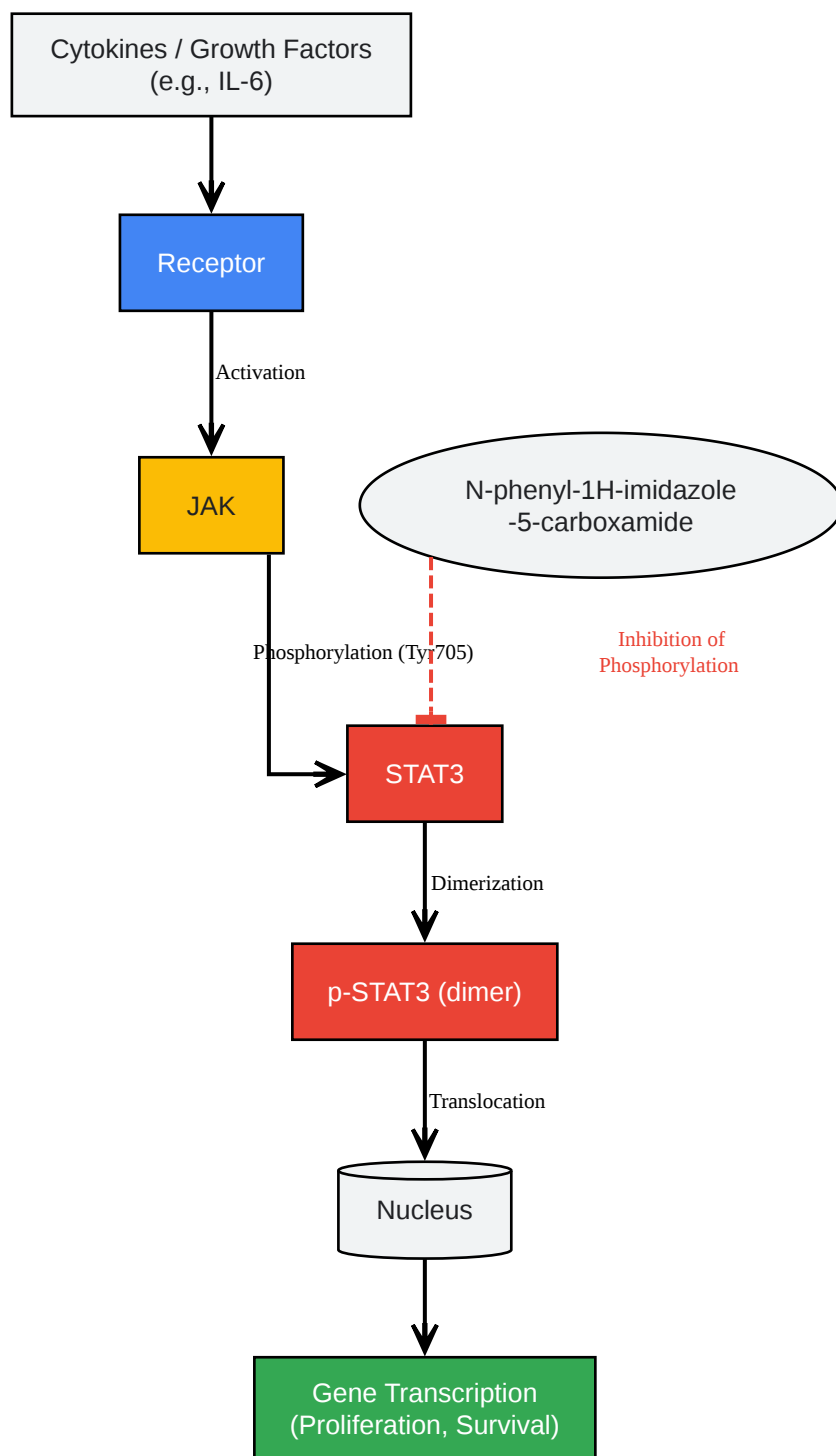 Cytokines / Growth Factors
(e.g., IL-6)
Receptor
Activation
JAK
N-phenyl-1H-imidazole
-5-carboxamide
Phosphorylation (Tyr705)
Inhibition of
Phosphorylation
STAT3
Dimerization
p-STAT3 (dimer)
Translocation
Nucleus
Gene Transcription
(Proliferation, Survival)